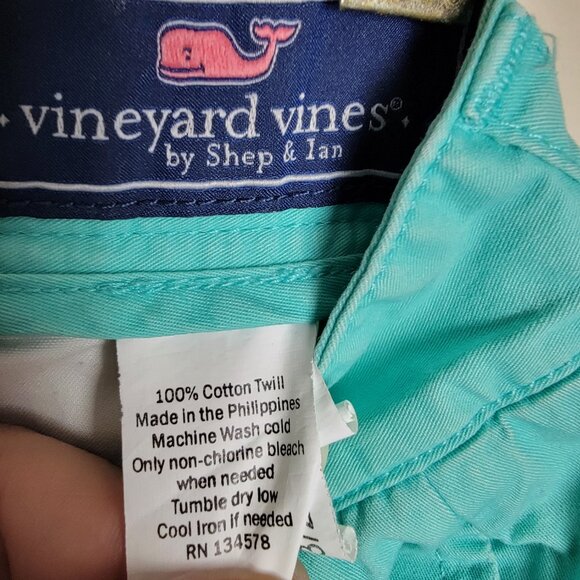 vineyard vines®
by Shep & Ian
100% Cotton Twill
Made in the Philippines
Machine Wash cold
Only non-chlorine bleach
when needed
Tumble dry low
Cool Iron if needed
RN 134578